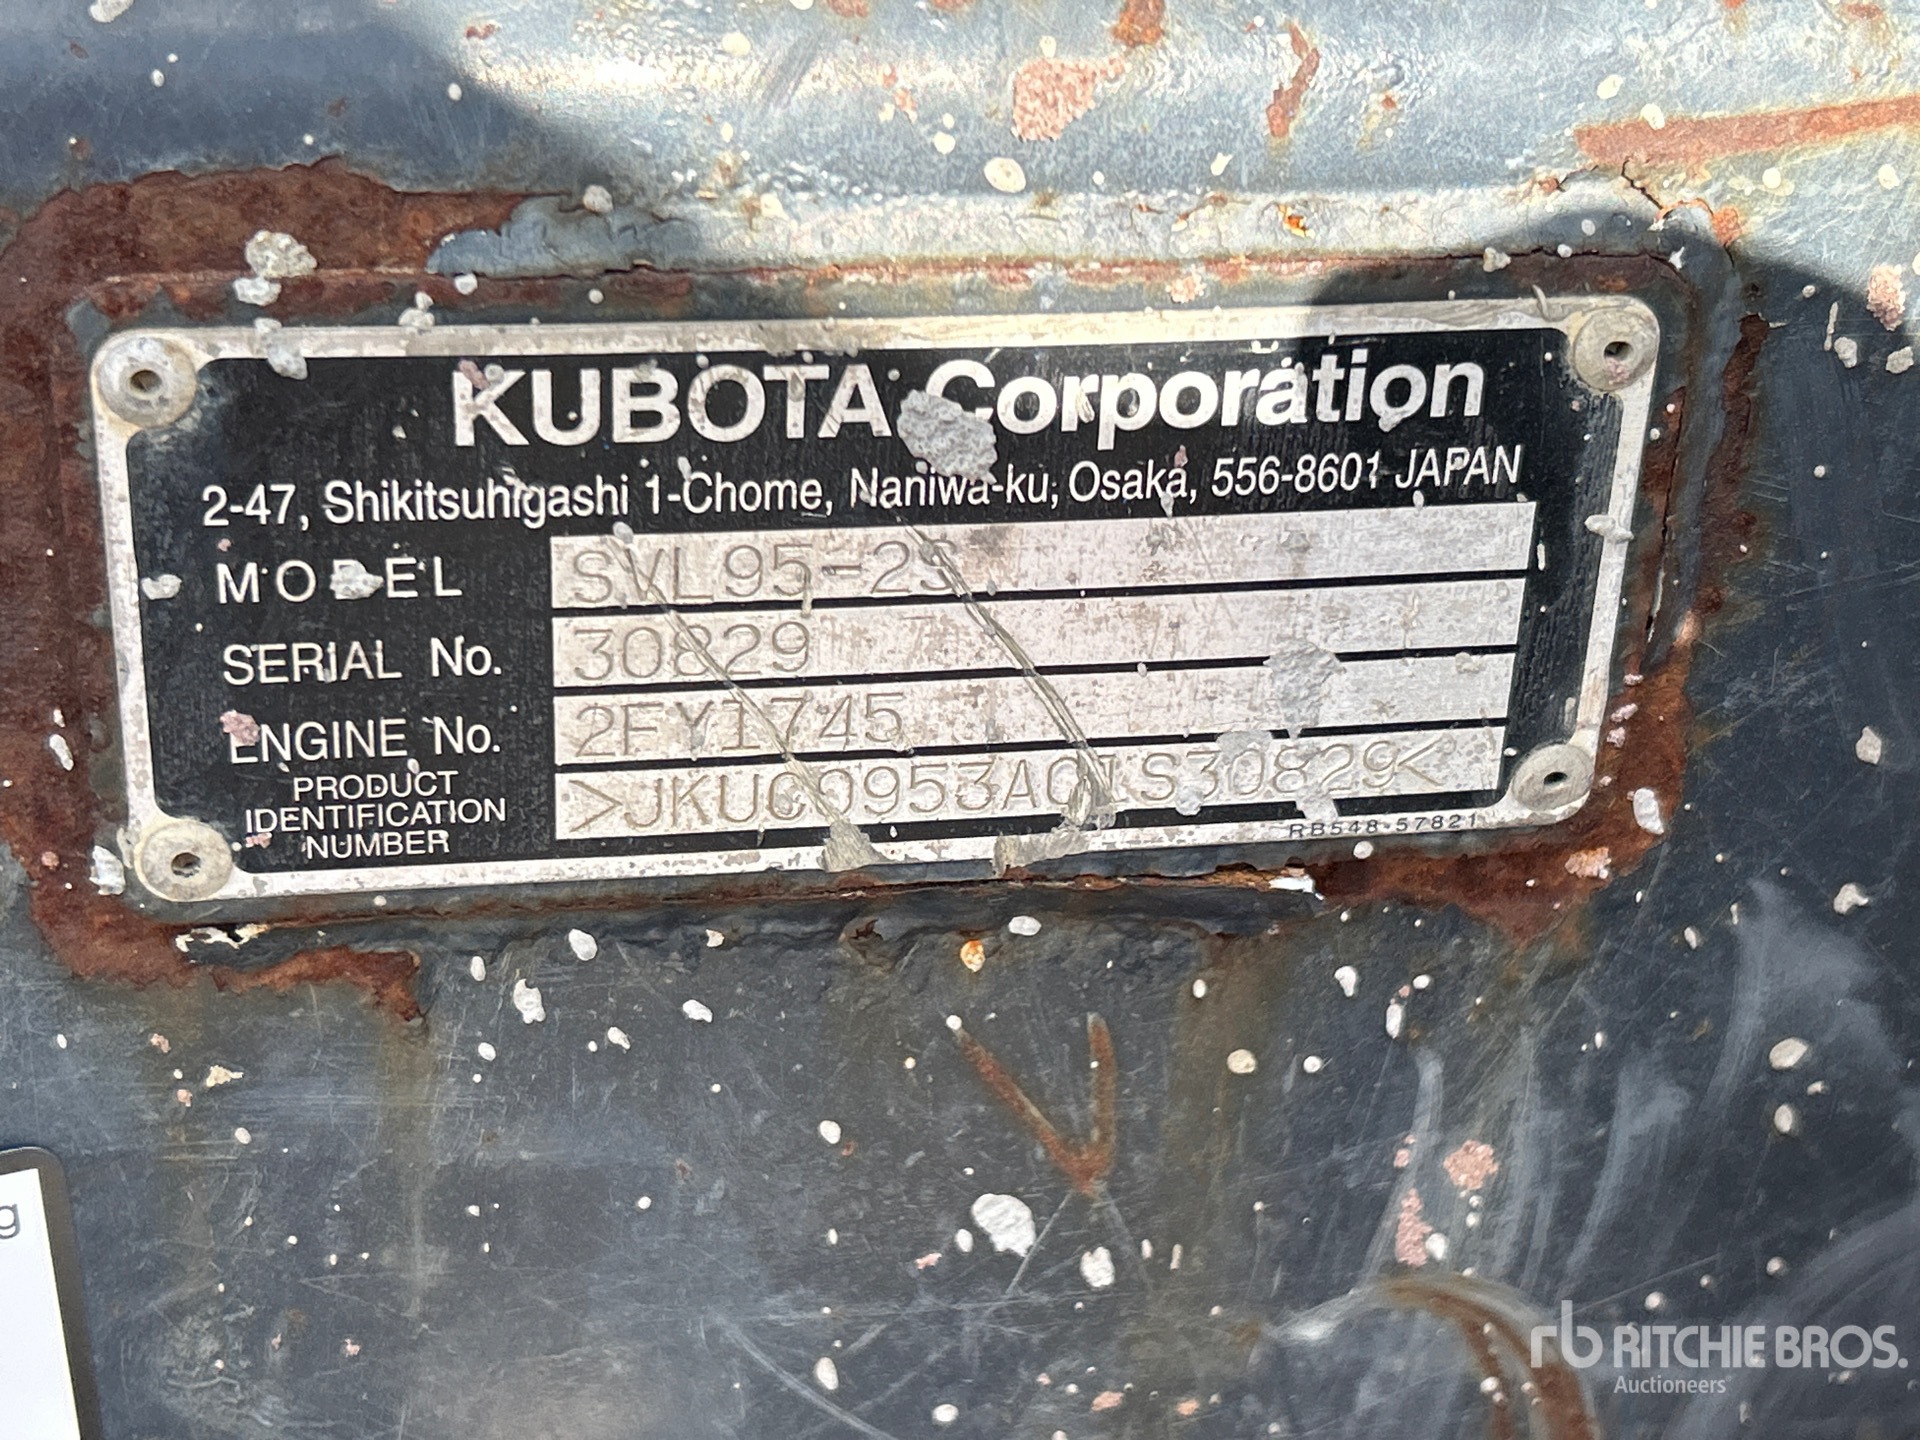 KUBOTA Corporation
2-47, Shikitsuhigashi 1-Chome, Naniwa-ku, Osaka, 556-8601 JAPAN
MODEL SVL95-2S
SERIAL No. 30829
ENGINE No. 2FY1745
PRODUCT
IDENTIFICATION
NUMBER
RB548-57821
g
rb RITCHIE BROS.
Auctioneers